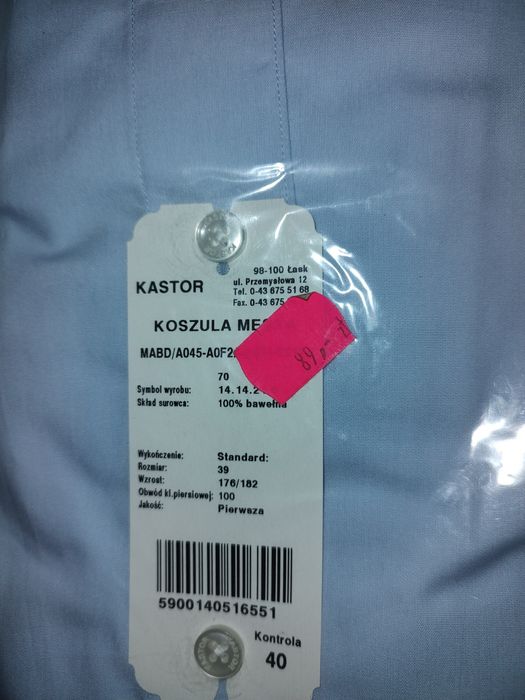 KASTOR
98-100 Łask
ul. Przemysłowa 12
Tel. 0-43 675 51 68
Fax. 0-43 675
KOSZULA
MABD/A045-A0F2
70
Symbol wyrobu: 14.14.2
Skład surowca: 100% bawełna
89
Wykończenie: Standard:
Rozmiar: 39
Wzrost: 176/182
Obwód kl.piersiowej: 100
Jakość: Pierwsza
5900140516551
Kontrola
40